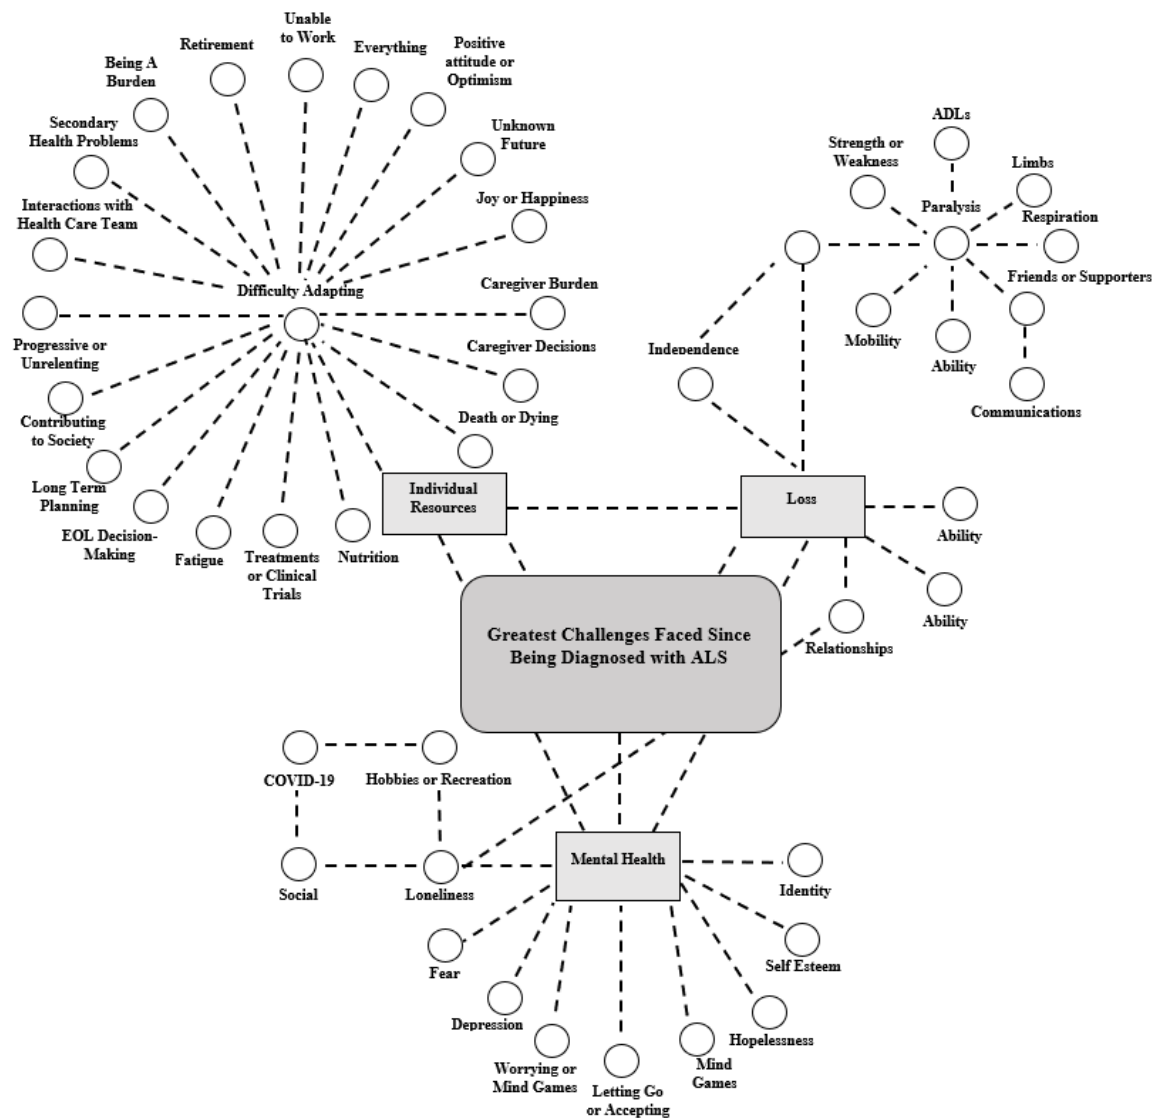 Unable
to Work
Retirement
Everything
Positive
attitude or
Optimism
Being A
Burden
Secondary
Health Problems
Unknown
Future
Interactions with
Health Care Team
Joy or Happiness
Difficulty Adapting
Caregiver Burden
Progressive or
Unrelenting
Caregiver Decisions
Contributing
to Society
Death or Dying
Long Term
Planning
EOL Decision-
Making
Fatigue
Treatments
or Clinical
Trials
Nutrition
Individual
Resources
ADLs
Strength or
Weakness
Limbs
Paralysis
Respiration
Friends or Supporters
Mobility
Ability
Independence
Communications
Loss
Ability
Ability
Relationships
Greatest Challenges Faced Since
Being Diagnosed with ALS
COVID-19
Hobbies or Recreation
Mental Health
Social
Loneliness
Identity
Fear
Self Esteem
Depression
Hopelessness
Worrying or
Mind Games
Letting Go
or Accepting
Mind
Games